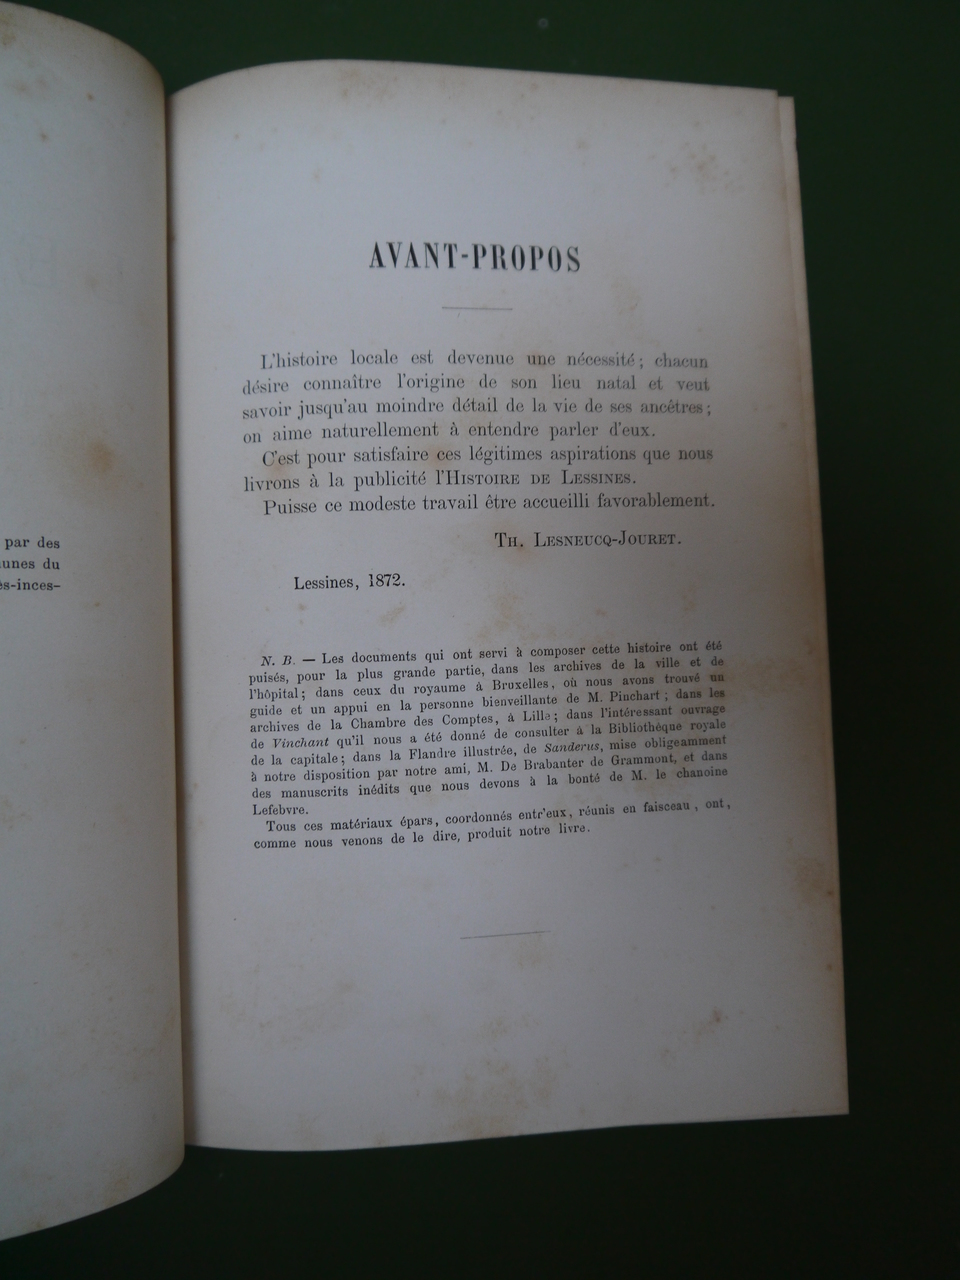 par des
unes du
ès-inces-
AVANT-PROPOS
L'histoire locale est devenue une nécessité ; chacun
désire connaître l'origine de son lieu natal et veut
savoir jusqu'au moindre détail de la vie de ses ancêtres ;
on aime naturellement à entendre parler d'eux.
C'est pour satisfaire ces légitimes aspirations que nous
livrons à la publicité l'HISTOIRE DE LESSINES.
Puisse ce modeste travail être accueilli favorablement.
TH. LESNEUCQ-JOURET.
Lessines, 1872.
N. B. — Les documents qui ont servi à composer cette histoire ont été
puisés, pour la plus grande partie, dans les archives de la ville et de
l'hôpital ; dans ceux du royaume à Bruxelles, où nous avons trouvé un
guide et un appui en la personne bienveillante de M. Pinchart ; dans les
archives de la Chambre des Comptes, à Lille ; dans l'intéressant ouvrage
de Vinchant qu'il nous a été donné de consulter à la Bibliothèque royale
de la capitale ; dans la Flandre illustrée, de Sanderus, mise obligeamment
à notre disposition par notre ami, M. De Brabanter de Grammont, et dans
des manuscrits inédits que nous devons à la bonté de M. le chanoine
Lefebvre.
Tous ces matériaux épars, coordonnés entr'eux, réunis en faisceau, ont,
comme nous venons de le dire, produit notre livre.